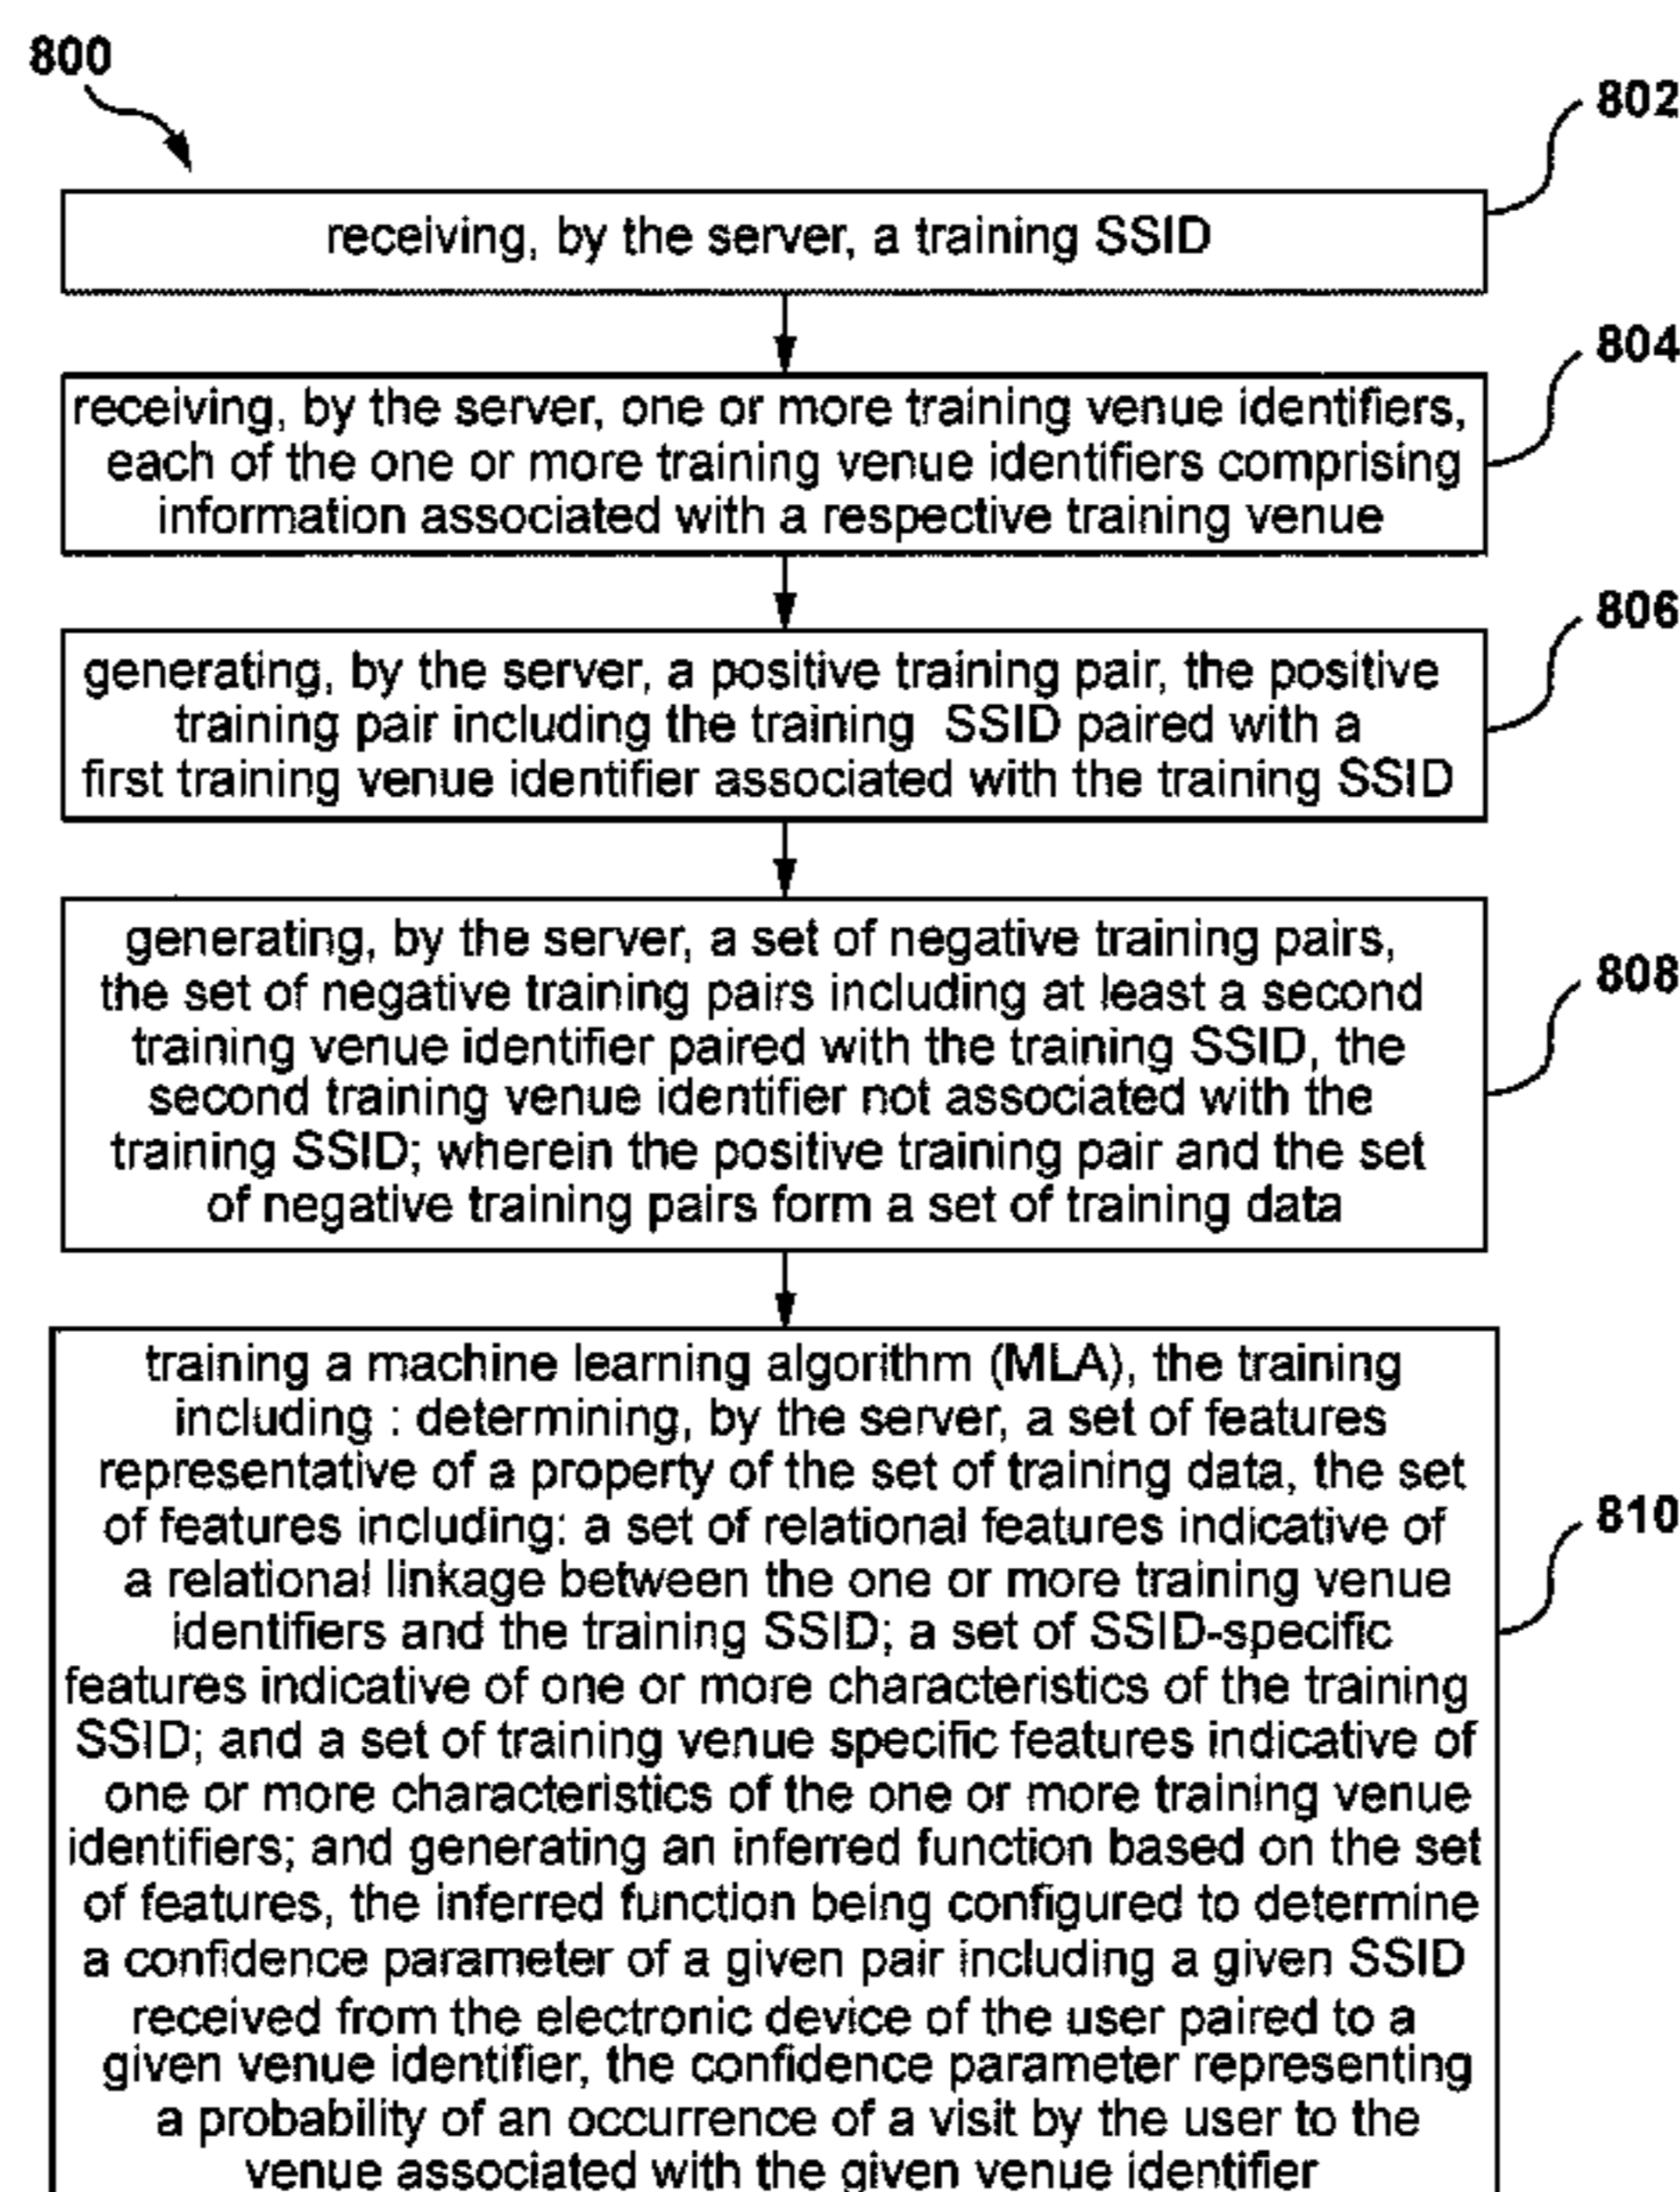 800
802
receiving, by the server, a training SSID
804
receiving, by the server, one or more training venue identifiers,
each of the one or more training venue identifiers comprising
information associated with a respective training venue
806
generating, by the server, a positive training pair, the positive
training pair including the training SSID paired with a
first training venue identifier associated with the training SSID
808
generating, by the server, a set of negative training pairs,
the set of negative training pairs including at least a second
training venue identifier paired with the training SSID, the
second training venue identifier not associated with the
training SSID; wherein the positive training pair and the set
of negative training pairs form a set of training data
810
training a machine learning algorithm (MLA), the training
including : determining, by the server, a set of features
representative of a property of the set of training data, the set
of features including: a set of relational features indicative of
a relational linkage between the one or more training venue
identifiers and the training SSID; a set of SSID-specific
features indicative of one or more characteristics of the training
SSID; and a set of training venue specific features indicative of
one or more characteristics of the one or more training venue
identifiers; and generating an inferred function based on the set
of features, the inferred function being configured to determine
a confidence parameter of a given pair including a given SSID
received from the electronic device of the user paired to a
given venue identifier, the confidence parameter representing
a probability of an occurrence of a visit by the user to the
venue associated with the given venue identifier